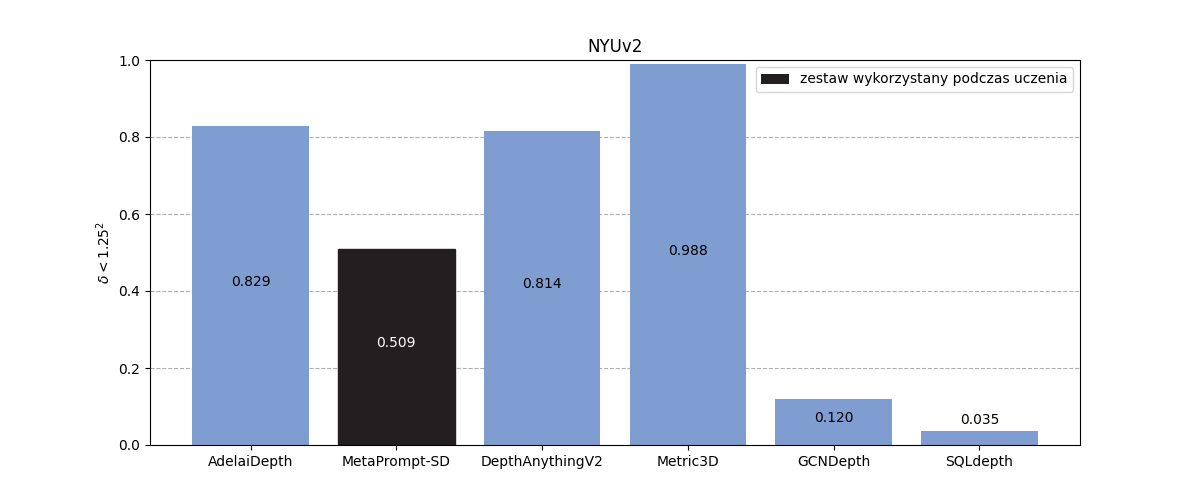 NYUv2
zestaw wykorzystany podczas uczenia
δ < 1.25²
1.0
0.8
0.6
0.4
0.2
0.0
0.829
0.509
0.814
0.988
0.120
0.035
AdelaiDepth
MetaPrompt-SD
DepthAnythingV2
Metric3D
GCNDepth
SQLdepth